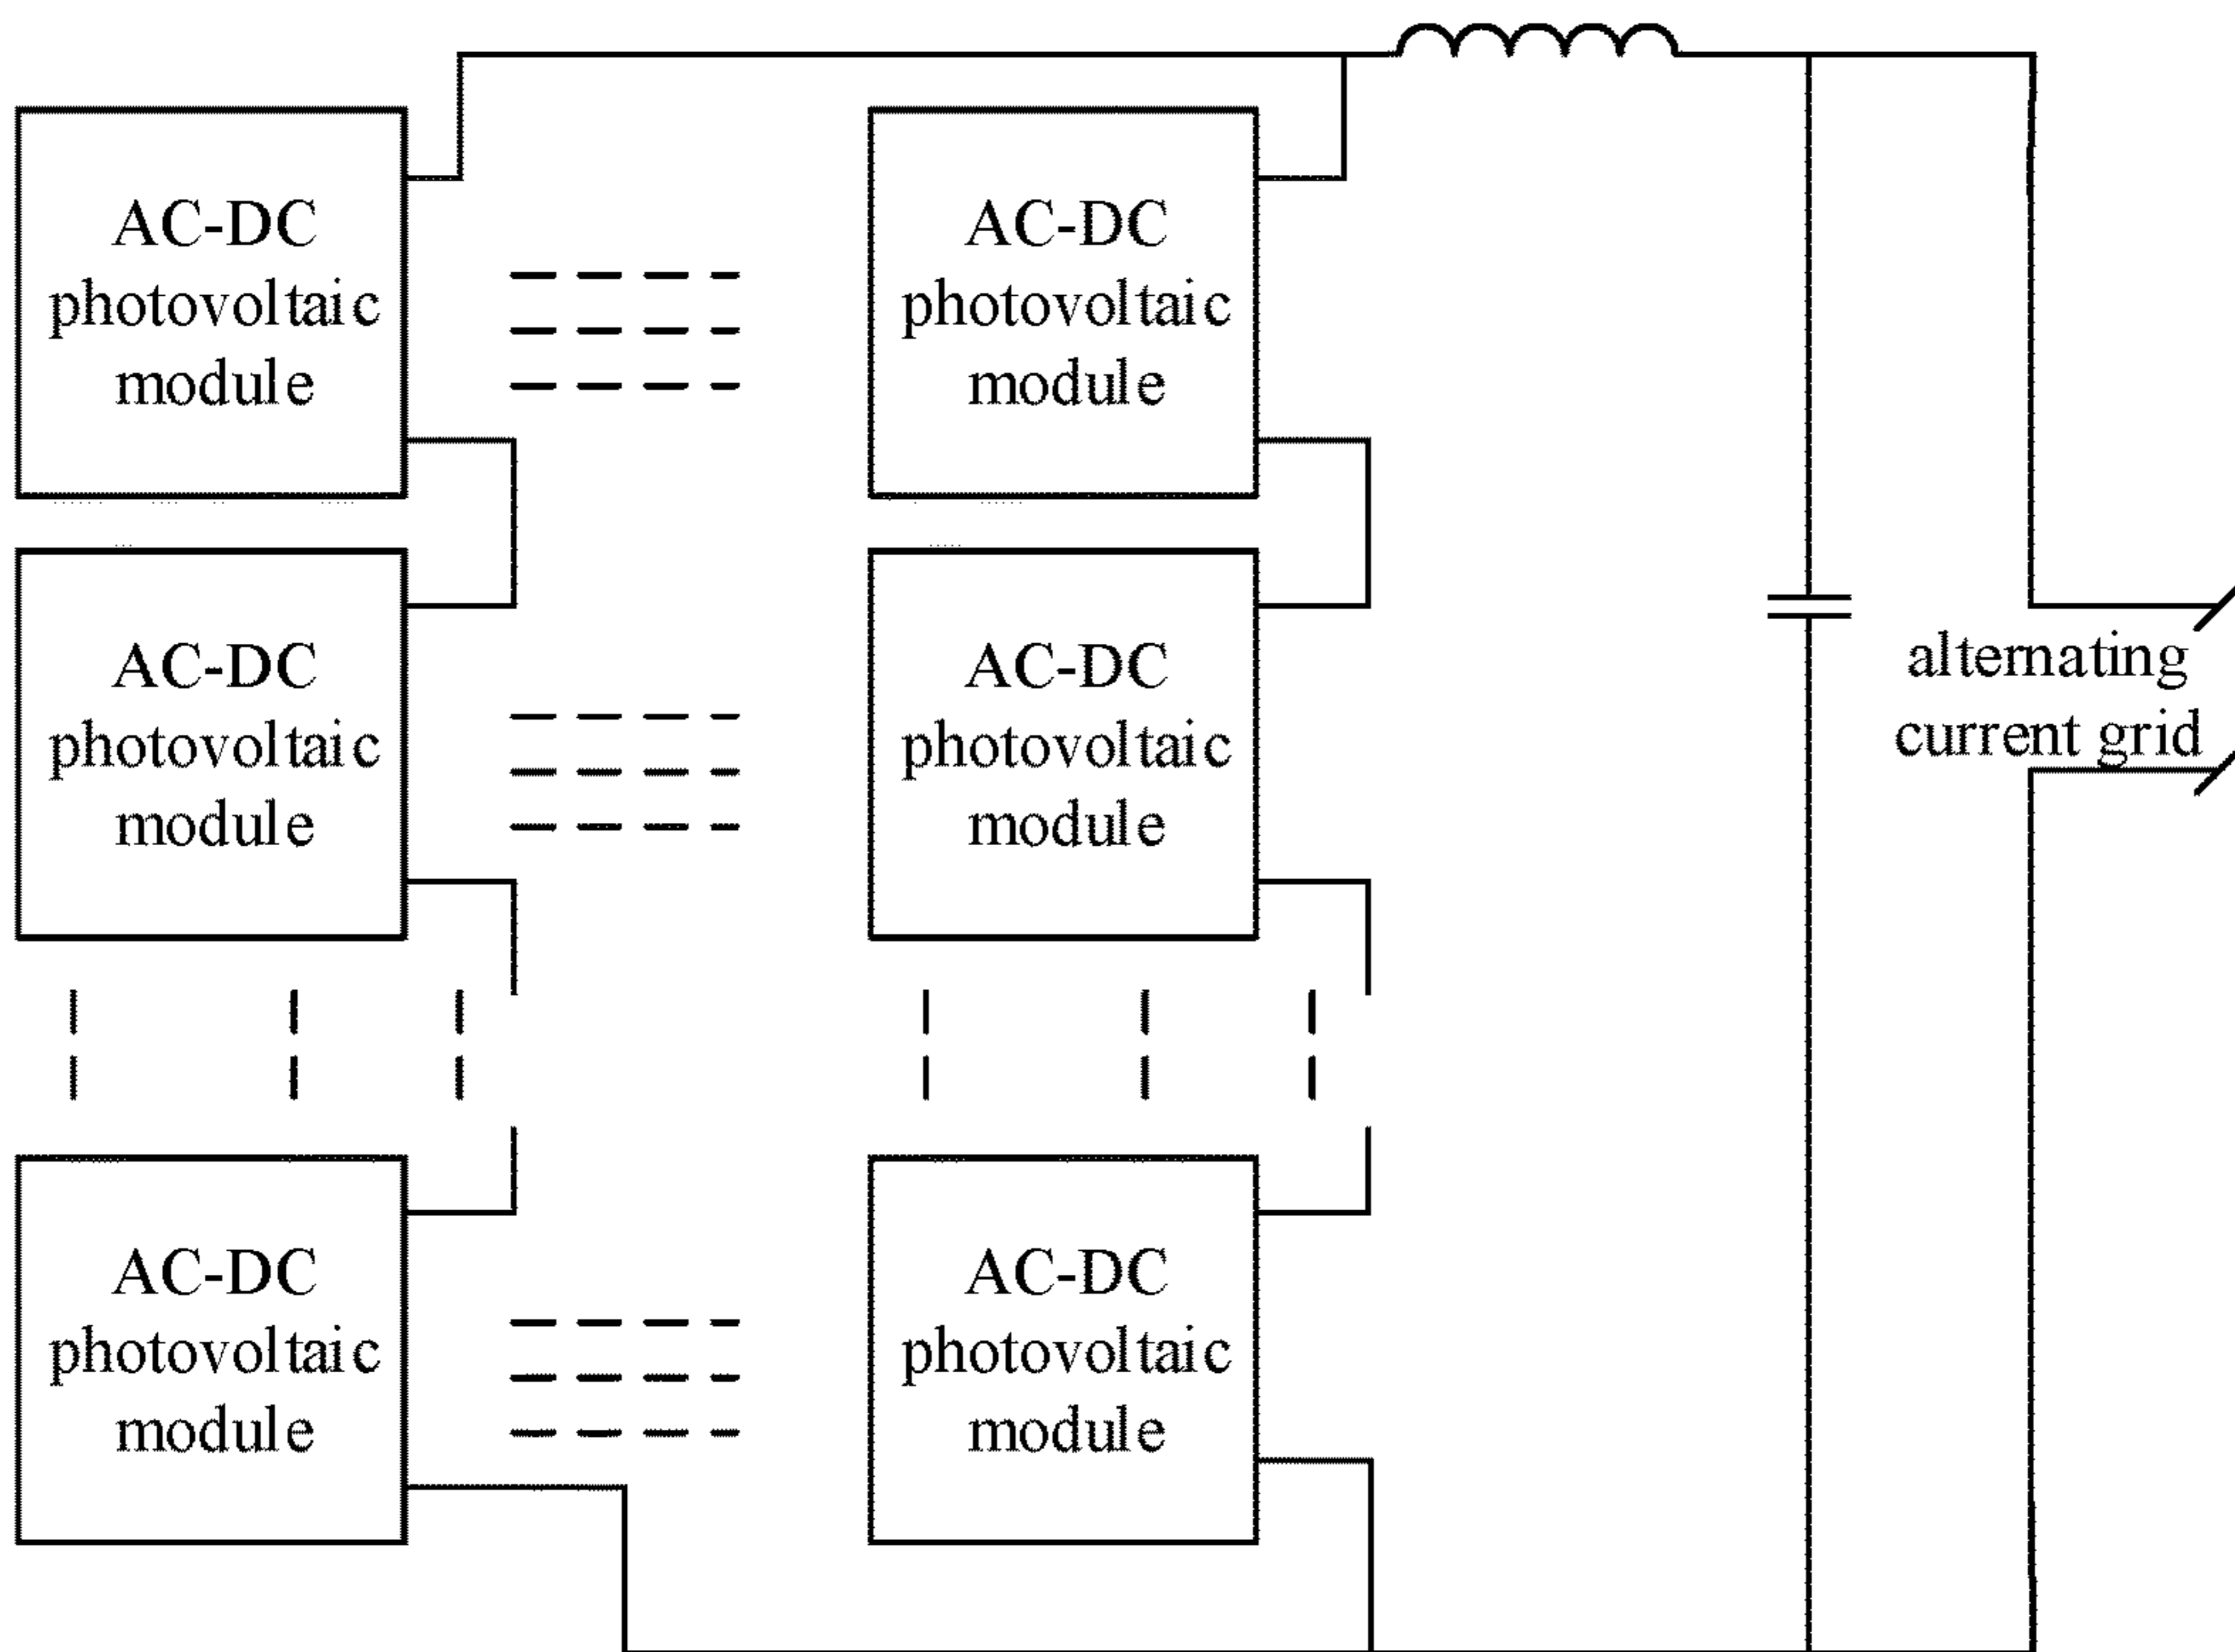 AC-DC
photovoltaic
module
AC-DC
photovoltaic
module
AC-DC
photovoltaic
module
AC-DC
photovoltaic
module
alternating
current grid
AC-DC
photovoltaic
module
AC-DC
photovoltaic
module